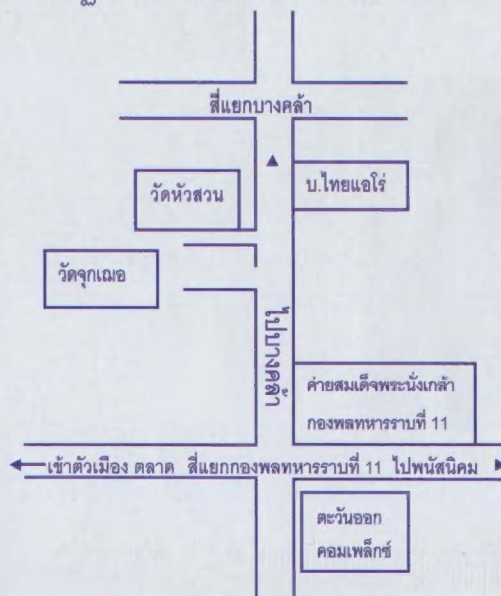 สี่แยกบางคล้า
วัดหัวสวน
บ.ไทยแอโร่
วัดจุกเฌอ
ไปบางคล้า
ค่ายสมเด็จพระนั่งเกล้า
กองพลทหารราบที่ 11
เข้าตัวเมือง ตลาด สี่แยกกองพลทหารราบที่ 11 ไปพนัสนิคม
ตะวันออก
คอมเพล็กซ์